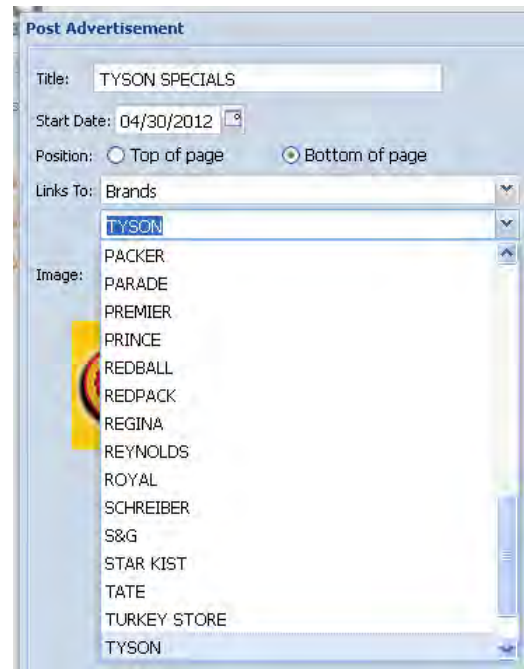 Post Advertisement
Title: TYSON SPECIALS
Start Date: 04/30/2012
Position: Top of page Bottom of page
Links To: Brands
TYSON
Image:
PACKER
PARADE
PREMIER
PRINCE
REDBALL
REDPACK
REGINA
REYNOLDS
ROYAL
SCHREIBER
S&G
STAR KIST
TATE
TURKEY STORE
TYSON